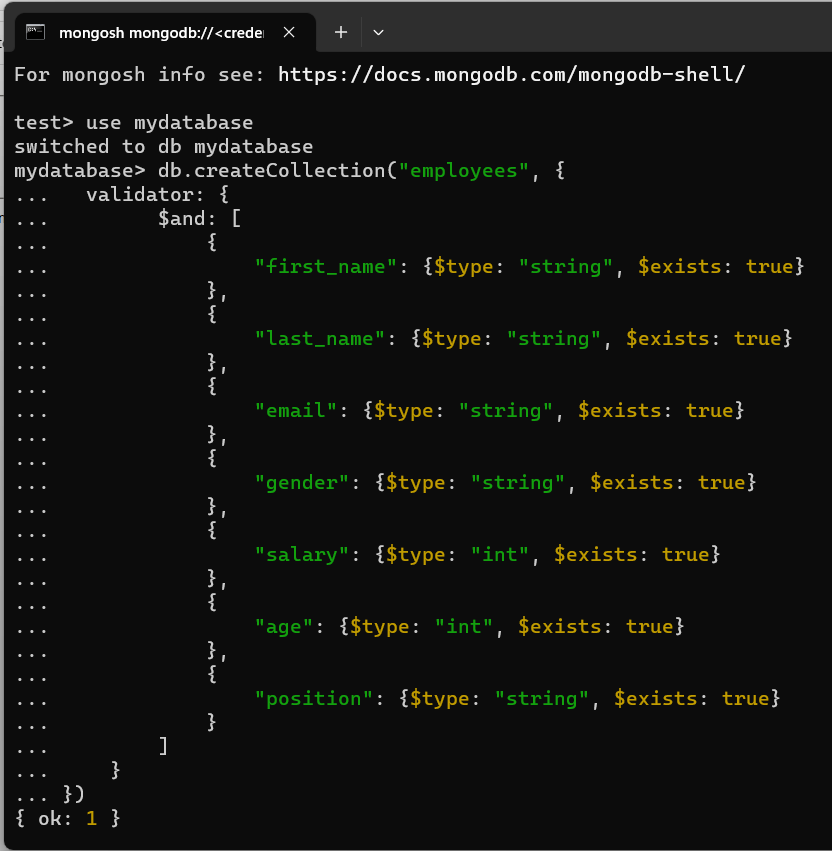 mongosh mongodb://<crede
For mongosh info see: https://docs.mongodb.com/mongodb-shell/
test> use mydatabase
switched to db mydatabase
mydatabase> db.createCollection("employees", {
...   validator: {
...         $and: [
...             {
...                 "first_name": {$type: "string", $exists: true}
...             },
...             {
...                 "last_name": {$type: "string", $exists: true}
...             },
...             {
...                 "email": {$type: "string", $exists: true}
...             },
...             {
...                 "gender": {$type: "string", $exists: true}
...             },
...             {
...                 "salary": {$type: "int", $exists: true}
...             },
...             {
...                 "age": {$type: "int", $exists: true}
...             },
...             {
...                 "position": {$type: "string", $exists: true}
...             }
...         ]
...     }
... })
{ ok: 1 }